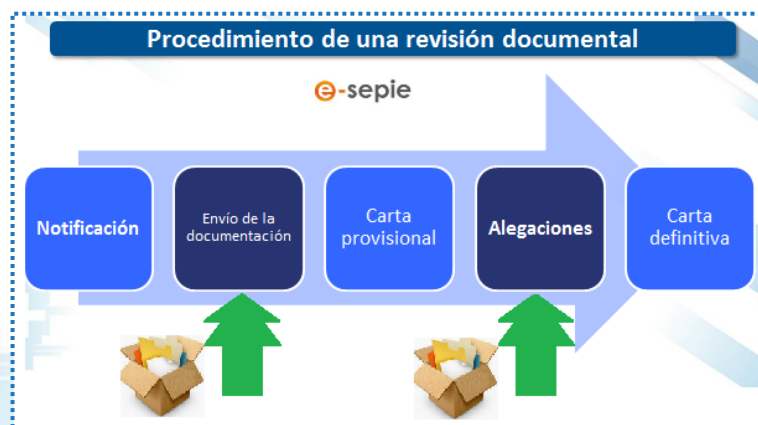 Procedimiento de una revisión documental
e-sepie
Notificación
Envío de la
documentación
Carta
provisional
Alegaciones
Carta
definitiva